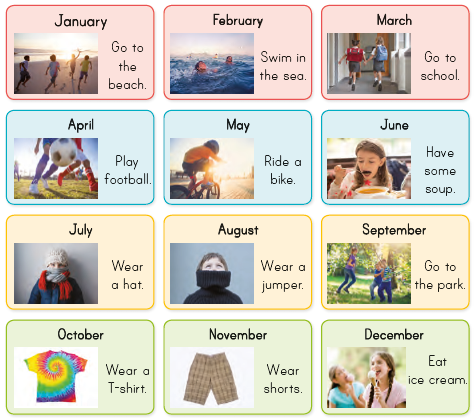 January
Go to
the
beach.
February
Swim in
the sea.
March
Go to
school.
April
Play
football.
May
Ride a
bike.
June
Have
some
soup.
July
Wear
a hat.
August
Wear a
jumper.
September
Go to
the park.
October
Wear a
T-shirt.
November
Wear
shorts.
December
Eat
ice cream.